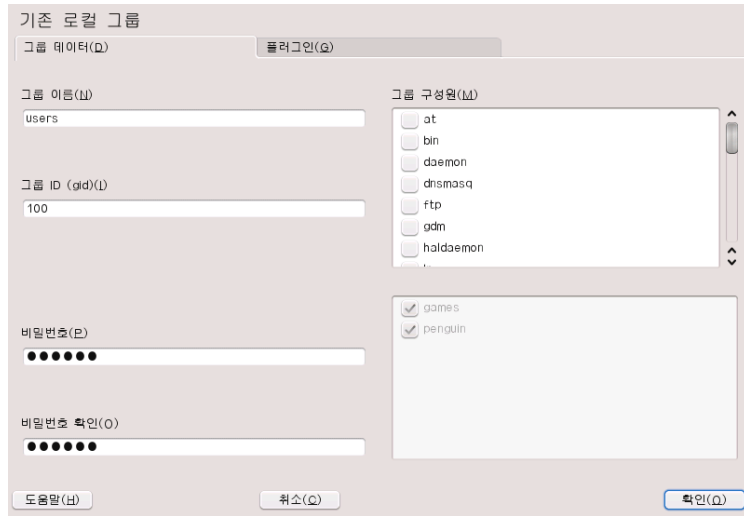 기존 로컬 그룹
그룹 데이터(D)
플러그인(G)
그룹 이름(N)
users
그룹 ID (gid)(I)
100
비밀번호(P)
●●●●●●
비밀번호 확인(O)
●●●●●●
그룹 구성원(M)
at
bin
daemon
dnsmasq
ftp
gdm
haldaemon
games
penguin
도움말(H)
취소(C)
확인(O)